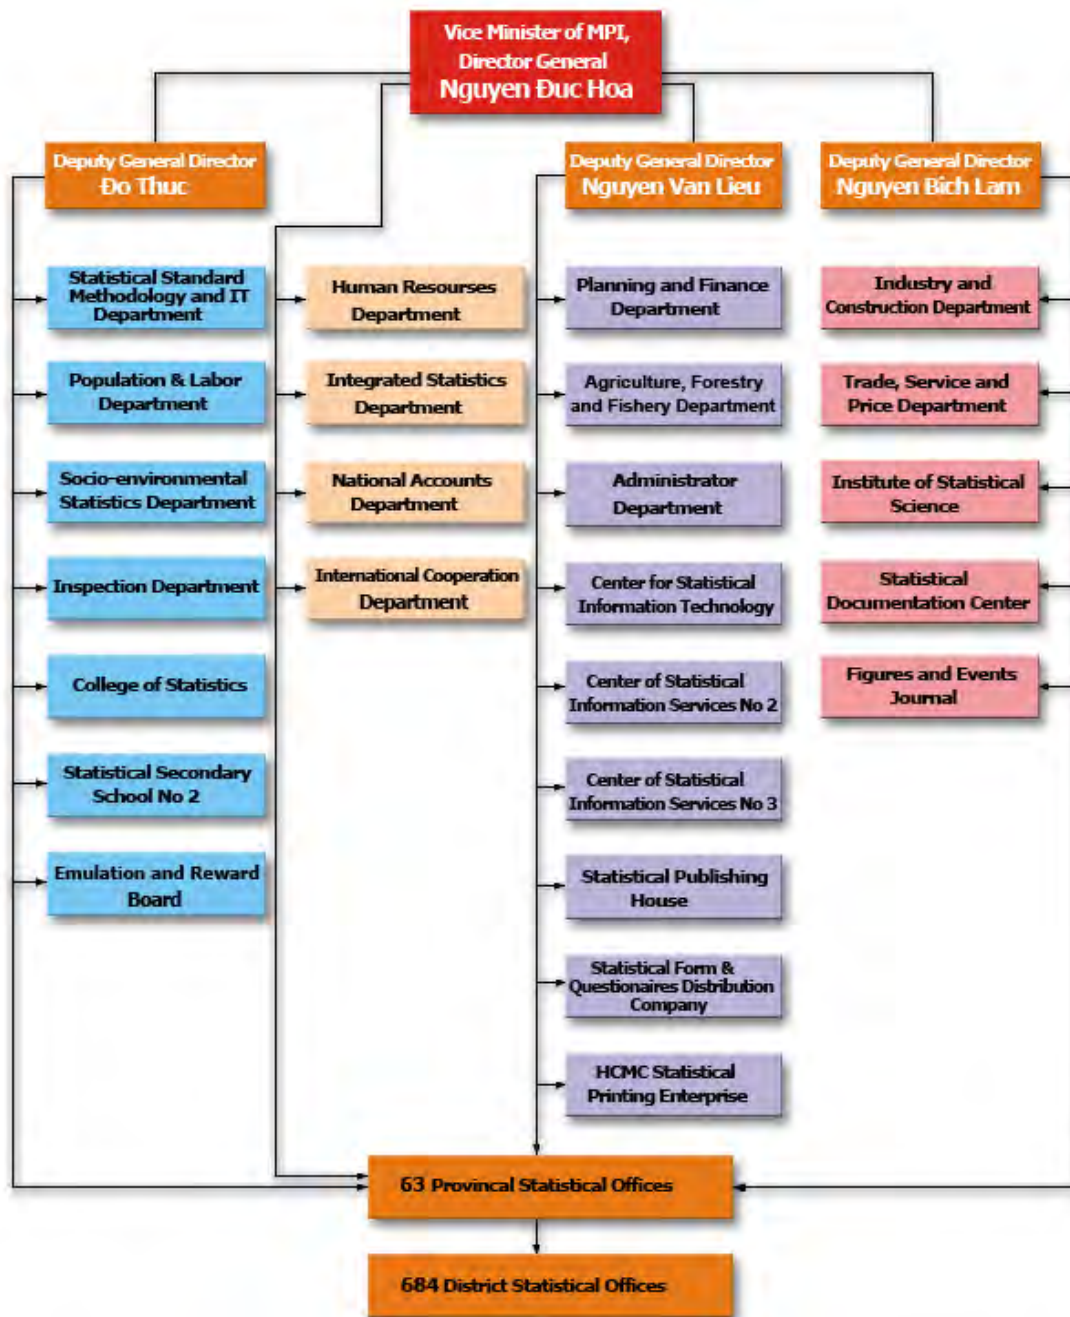 Vice Minister of MPI,
Director General
Nguyen Đuc Hoa
Deputy General Director
Đo Thuc
Deputy General Director
Nguyen Van Lieu
Deputy General Director
Nguyen Bich Lam
Statistical Standard
Methodology and IT
Department
Population & Labor
Department
Socio-environmental
Statistics Department
Inspection Department
College of Statistics
Statistical Secondary
School No 2
Emulation and Reward
Board
Human Resourses
Department
Integrated Statistics
Department
National Accounts
Department
International Cooperation
Department
Planning and Finance
Department
Agriculture, Forestry
and Fishery Department
Administrator
Department
Center for Statistical
Information Technology
Center of Statistical
Information Services No 2
Center of Statistical
Information Services No 3
Statistical Publishing
House
Statistical Form &
Questionaires Distribution
Company
HCMC Statistical
Printing Enterprise
Industry and
Construction Department
Trade, Service and
Price Department
Institute of Statistical
Science
Statistical
Documentation Center
Figures and Events
Journal
63 Provincal Statistical Offices
684 District Statistical Offices